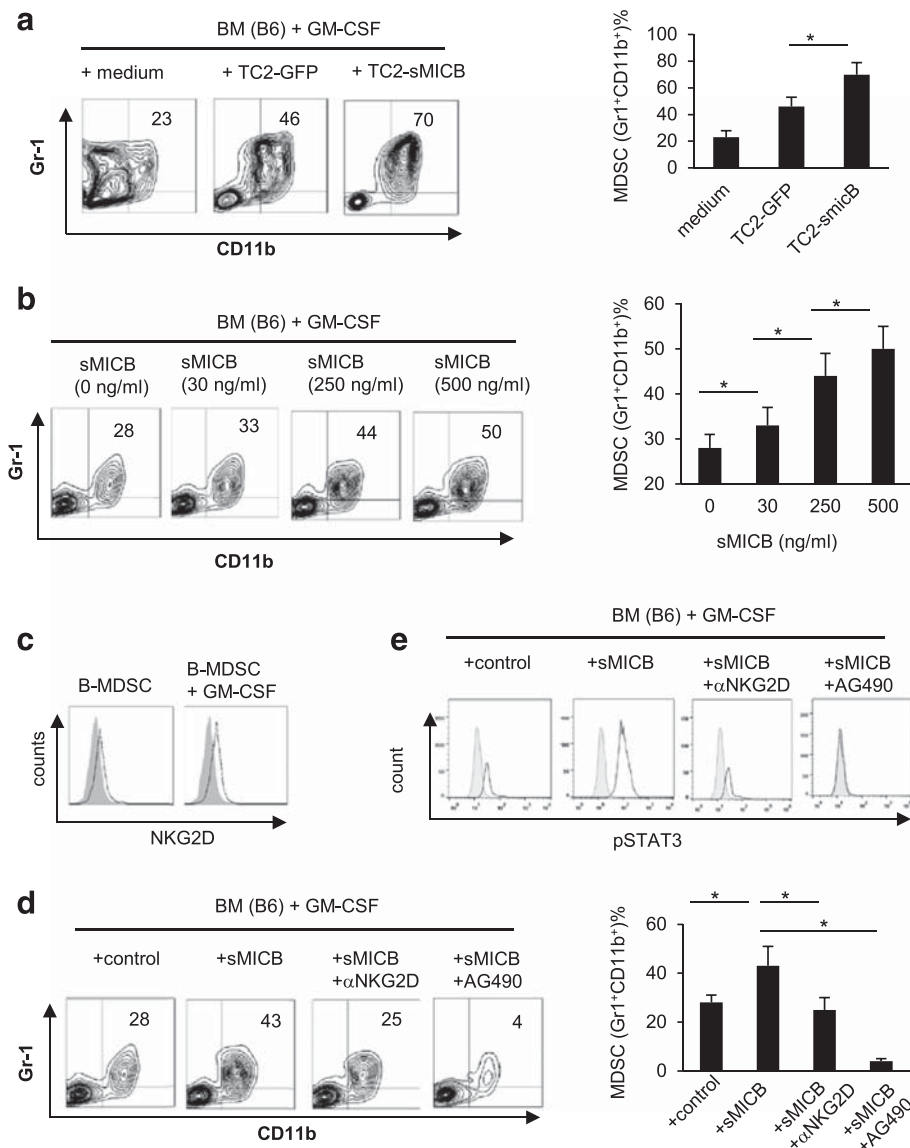 a
BM (B6) + GM-CSF
+ medium + TC2-GFP + TC2-sMICB
23 46 70
Gr-1
CD11b
MDSC (Gr1⁺CD11b⁺)%
100
80
60
40
20
0
*
medium TC2-GFP TC2-smicB
b
BM (B6) + GM-CSF
sMICB sMICB sMICB sMICB
(0 ng/ml) (30 ng/ml) (250 ng/ml) (500 ng/ml)
28 33 44 50
Gr-1
CD11b
MDSC (Gr1⁺CD11b⁺)%
60
50
40
30
20
* * *
0 30 250 500
sMICB (ng/ml)
c
B-MDSC B-MDSC
+ GM-CSF
counts
NKG2D
e
BM (B6) + GM-CSF
+control +sMICB +sMICB +sMICB
+αNKG2D +AG490
count
pSTAT3
d
BM (B6) + GM-CSF
+control +sMICB +sMICB +sMICB
+αNKG2D +AG490
28 43 25 4
Gr-1
CD11b
MDSC (Gr1⁺CD11b⁺)%
60
40
20
0
* * *
+control +sMICB +sMICB +sMICB
+αNKG2D +AG490